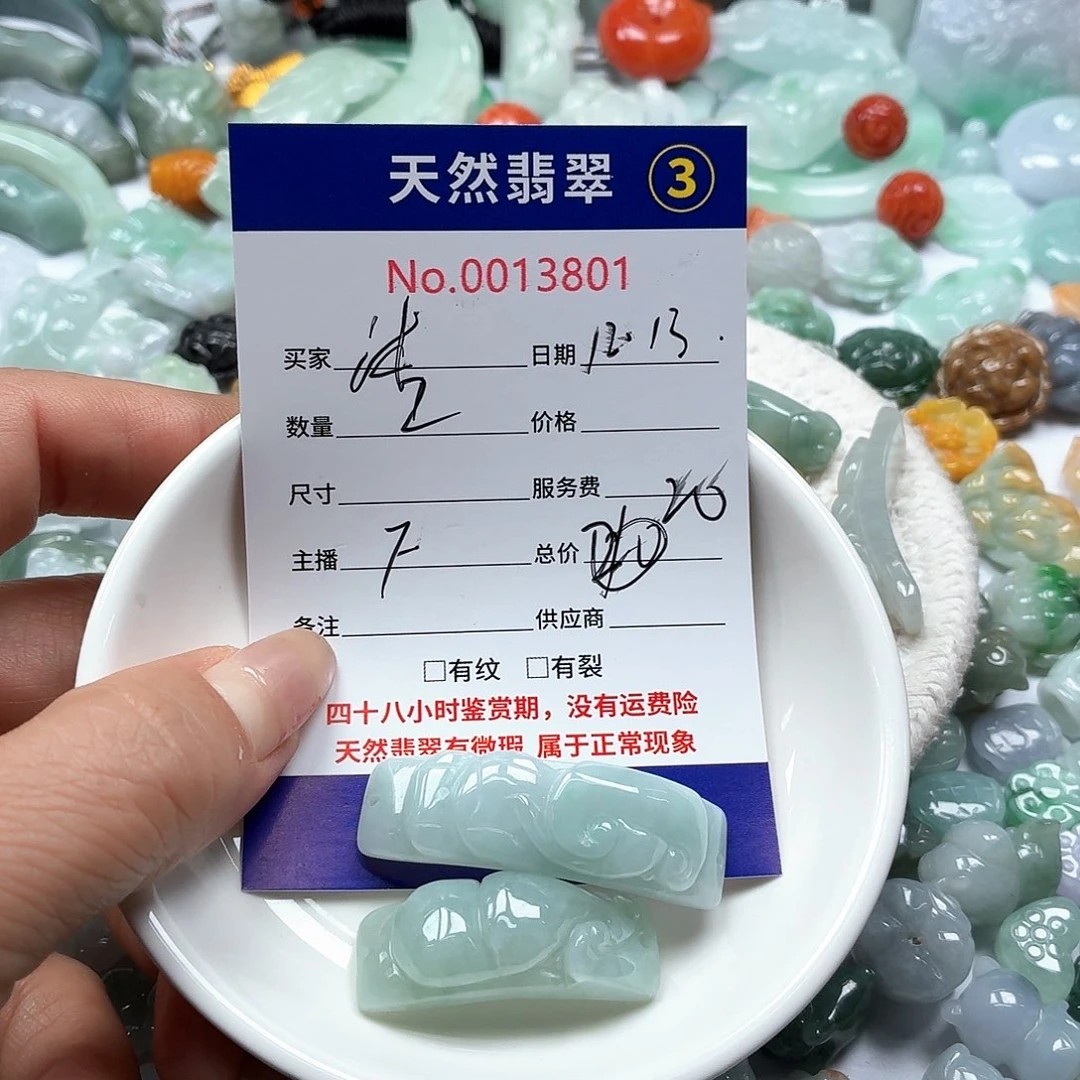 天然翡翠 ③
No.0013801
买家 日期 12.13.
数量 2 价格
尺寸 服务费 20
主播 7 总价
备注 供应商
□有纹 □有裂
四十八小时鉴赏期，没有运费险
天然翡翠有微瑕 属于正常现象